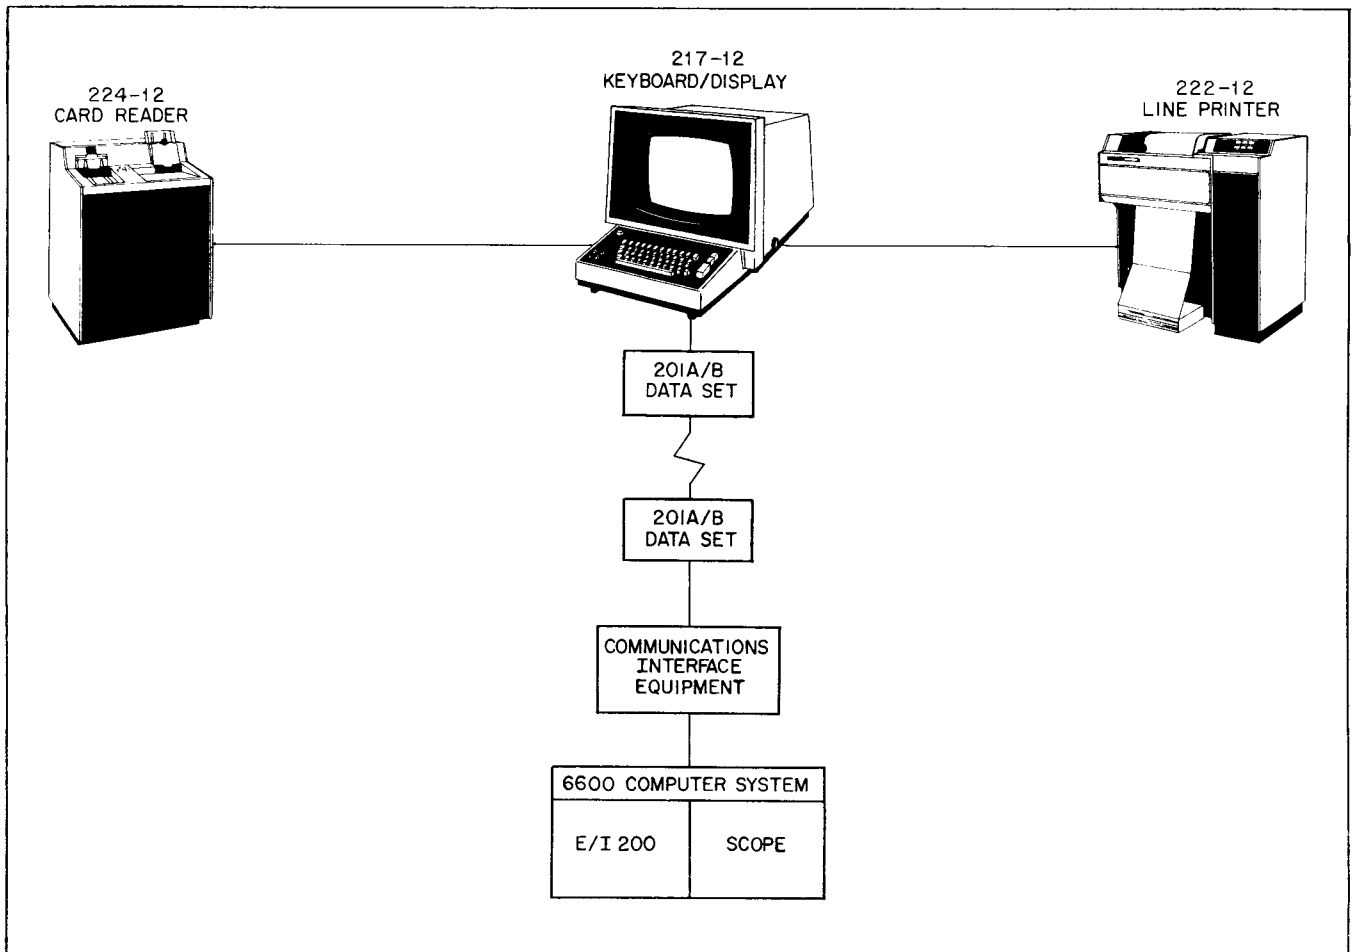 217-12
KEYBOARD/DISPLAY
224-12
CARD READER
222-12
LINE PRINTER
201A/B
DATA SET
201A/B
DATA SET
COMMUNICATIONS
INTERFACE
EQUIPMENT
6600 COMPUTER SYSTEM
E/I 200
SCOPE